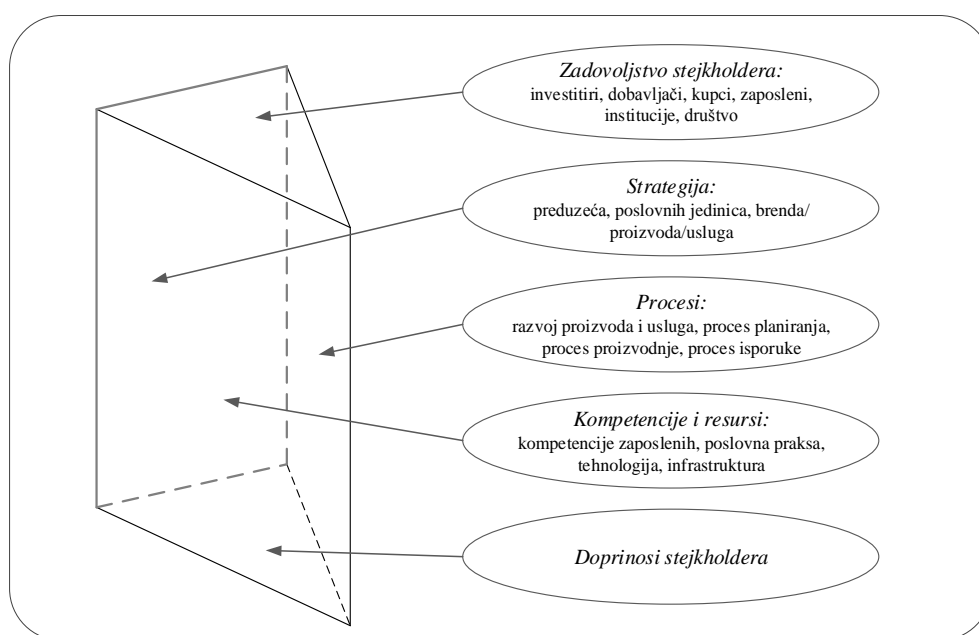 Zadovoljstvo stejkholdera:
investitiri, dobavljači, kupci, zaposleni,
institucije, društvo
Strategija:
preduzeća, poslovnih jedinica, brenda/
proizvoda/usluga
Procesi:
razvoj proizvoda i usluga, proces planiranja,
proces proizvodnje, proces isporuke
Kompetencije i resursi:
kompetencije zaposlenih, poslovna praksa,
tehnologija, infrastruktura
Doprinosi stejkholdera